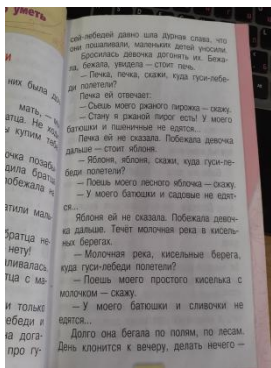 уметь
гей-лебедей давно шла дурная слава, что
они пошаливали, маленьких детей уносили.
Бросилась девочка догонять их. Бежа-
ла, бежала, увидела — стоит печь.
— Печка, печка, скажи, куда гуси-лебе-
ди полетели?
Печка ей отвечает:
— Съешь моего ржаного пирожка — скажу.
— Стану я ржаной пирог есть! У моего
батюшки и пшеничные не едятся...
Печка ей не сказала. Побежала девочка
дальше — стоит яблоня.
— Яблоня, яблоня, скажи, куда гуси-ле-
беди полетели?
— Поешь моего лесного яблочка — скажу.
— У моего батюшки и садовые не едят-
ся...
Яблоня ей не сказала. Побежала девоч-
ка дальше. Течёт молочная река в кисель-
ных берегах.
— Молочная река, кисельные берега,
куда гуси-лебеди полетели?
— Поешь моего простого киселька с
молочком — скажу.
— У моего батюшки и сливочки не
едятся...
Долго она бегала по полям, по лесам.
День клонится к вечеру, делать нечего —